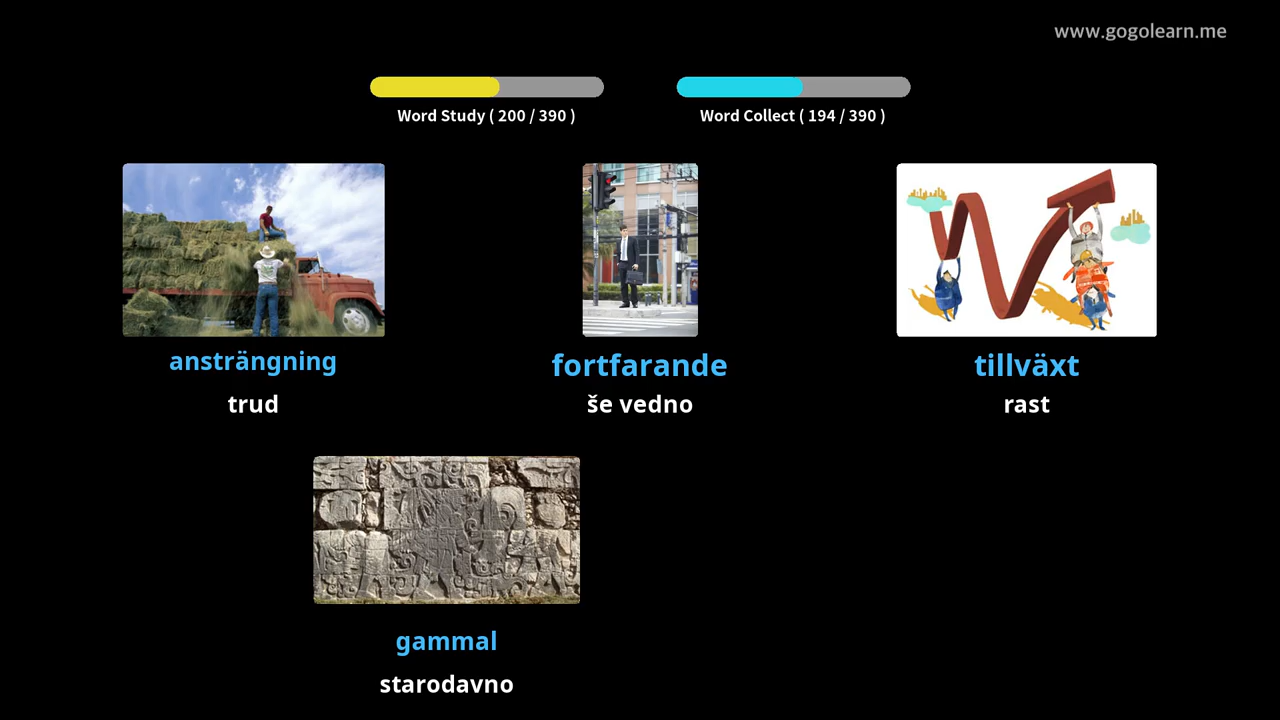 www.gogolearn.me
Word Study ( 200 / 390 )
Word Collect ( 194 / 390 )
ansträngning
fortfarande
tillväxt
trud
še vedno
rast
gammal
starodavno